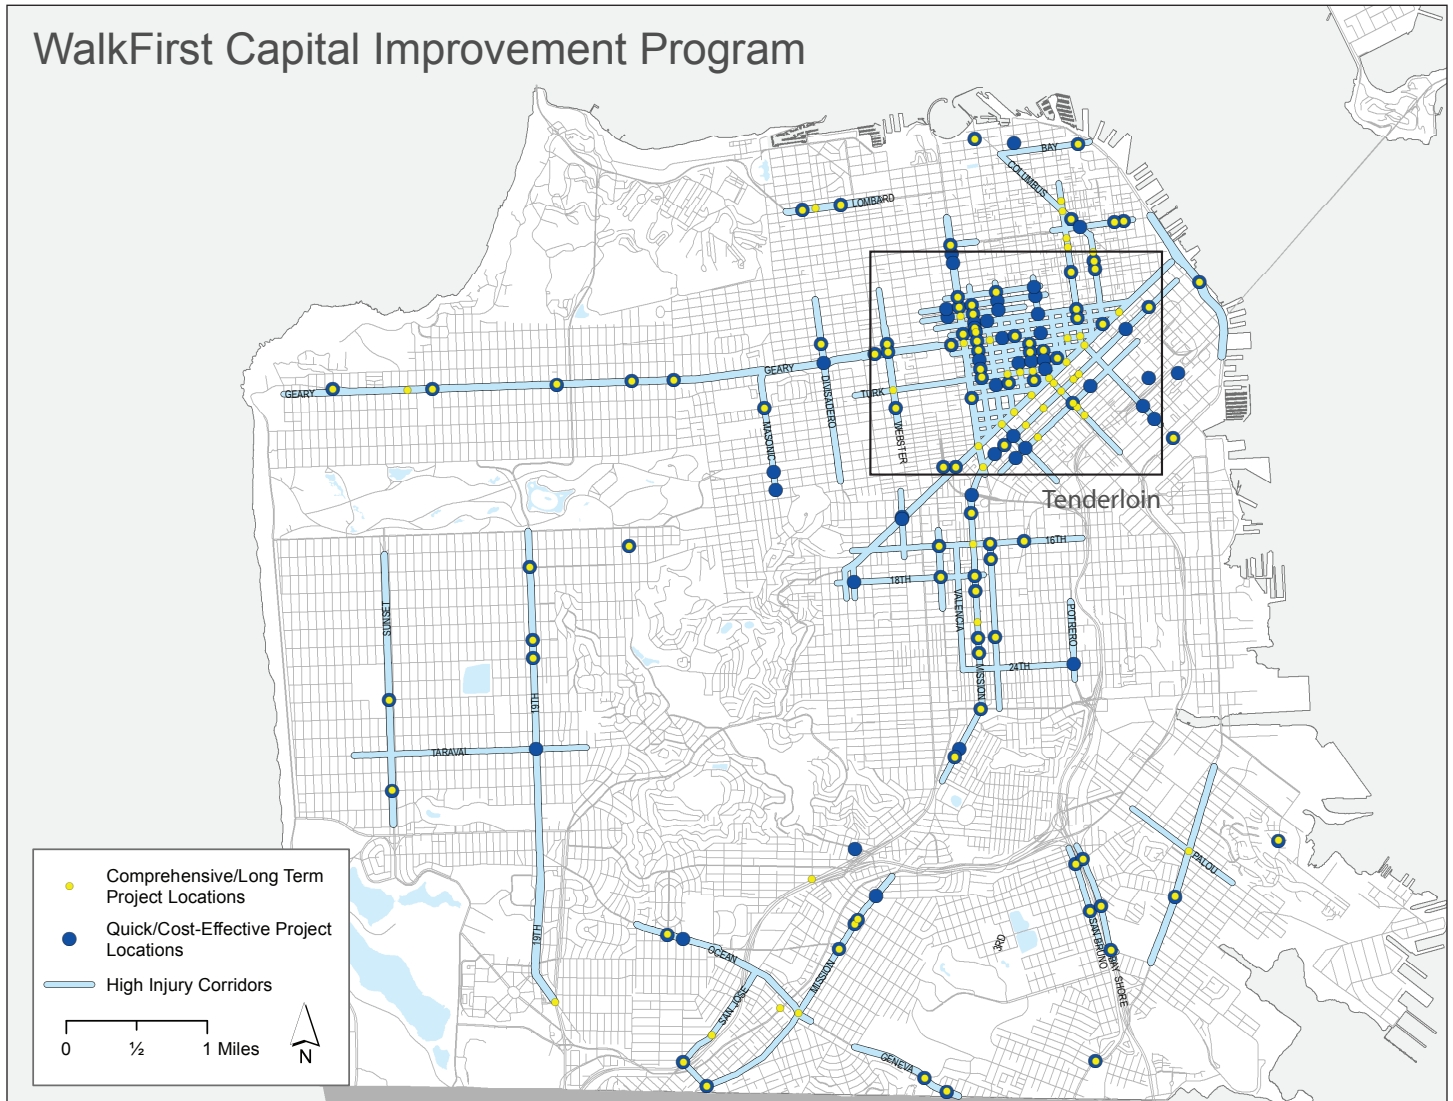 WalkFirst Capital Improvement Program
BAY
COLUMBUS
LOMBARD
GEARY
GEARY
TURK
DIVISADERO
MASONIC
WEBSTER
Tenderloin
16TH
18TH
SUNSET
VALENCIA
POTRERO
24TH
MISSION
19TH
TARAVAL
PALOU
Comprehensive/Long Term
Project Locations
Quick/Cost-Effective Project
Locations
High Injury Corridors
0
½
1 Miles
N
19TH
OCEAN
MISSION
SAN JOSE
3RD
SAN BRUNO
BAY SHORE
GENEVA